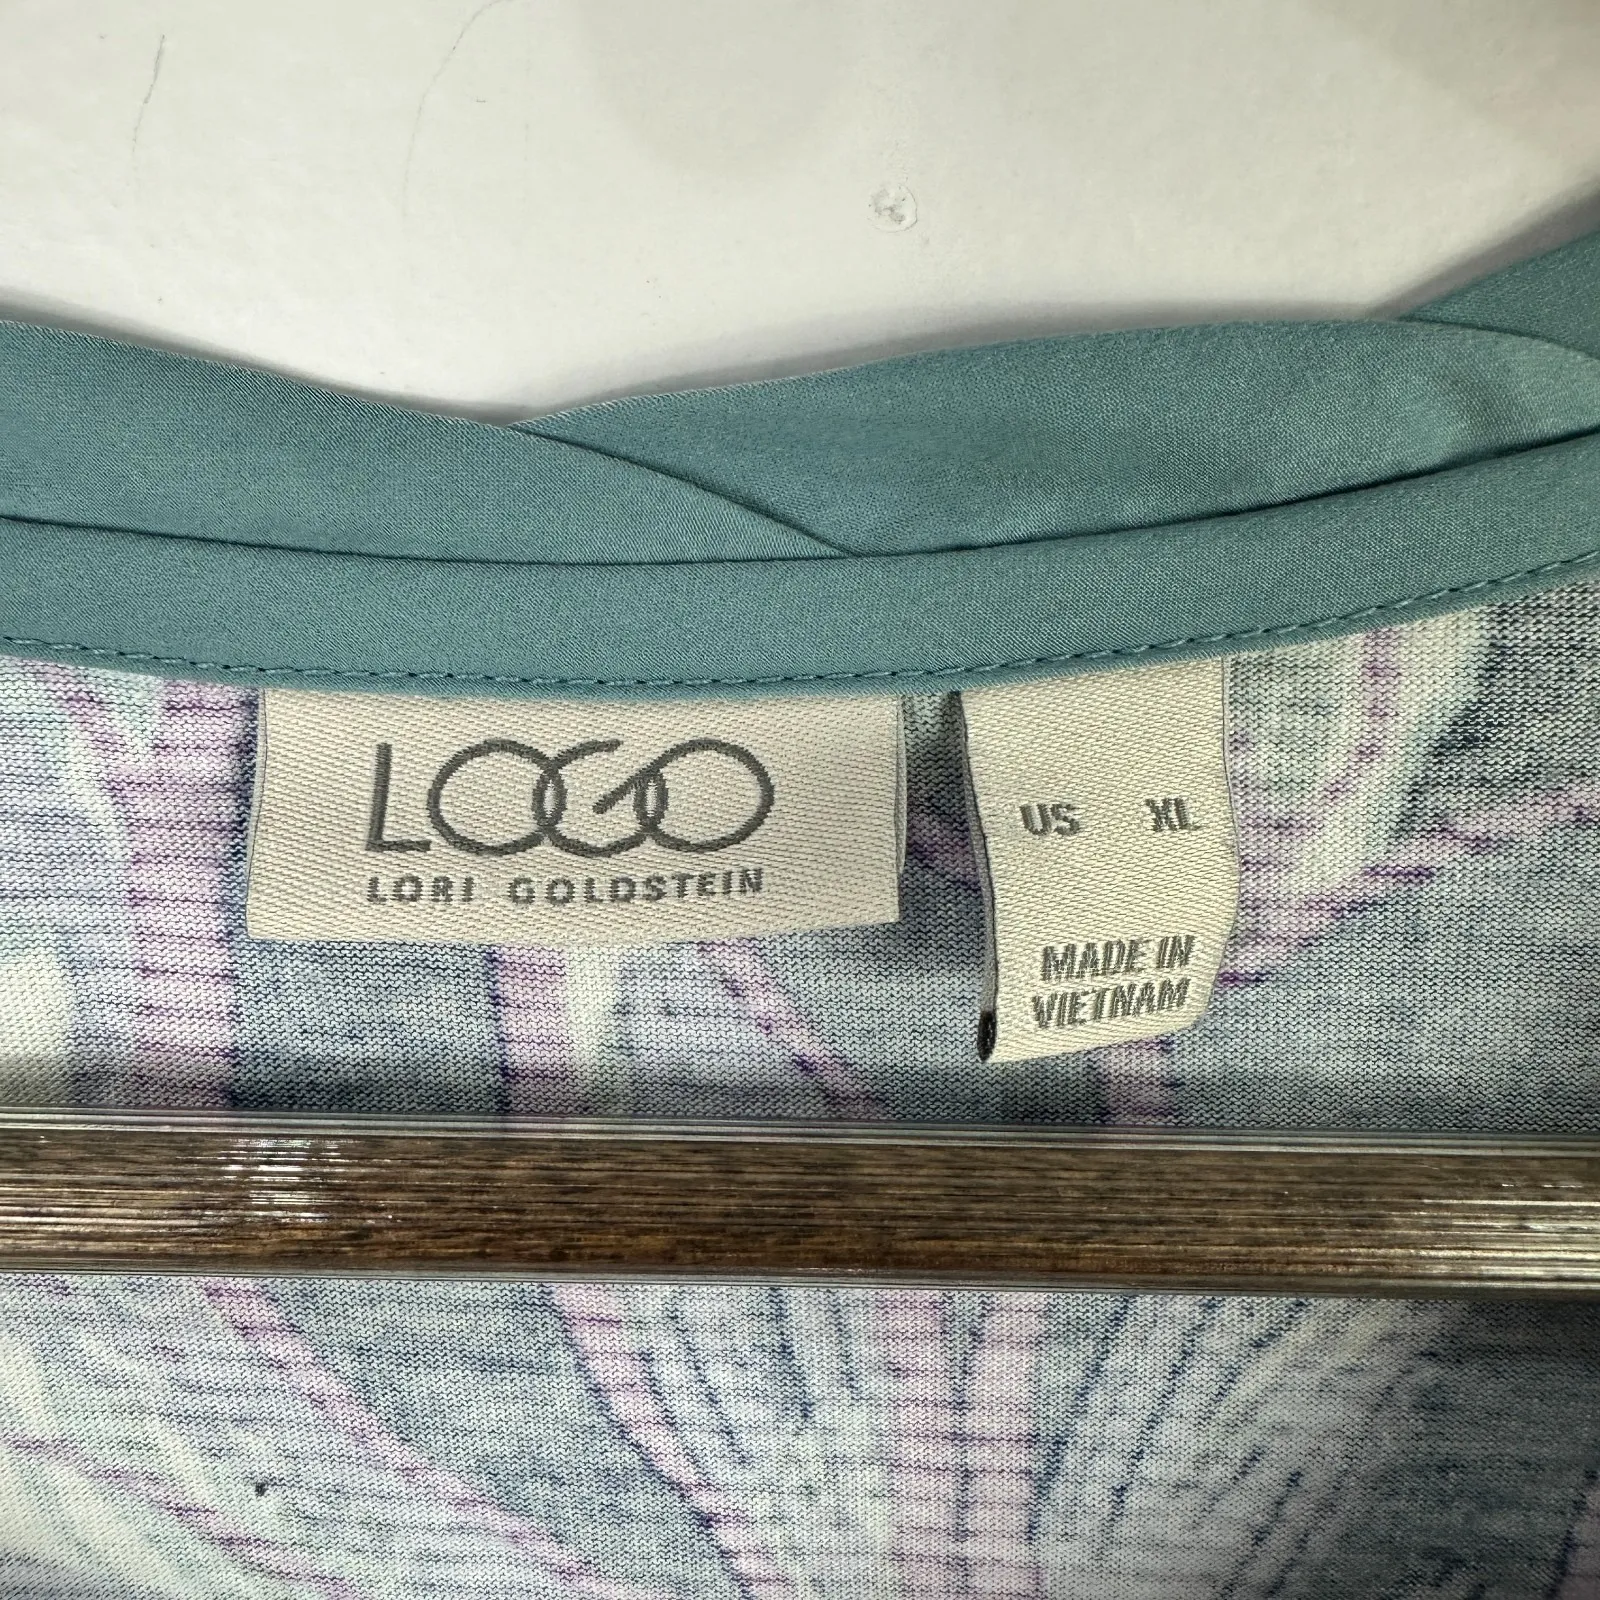 LOGO
LORI GOLDSTEIN
US XL
MADE IN
VIETNAM